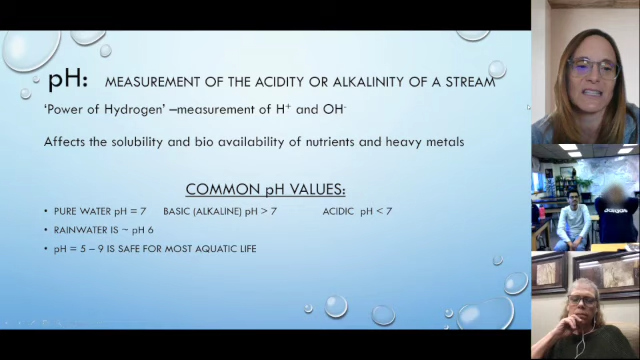 pH: MEASUREMENT OF THE ACIDITY OR ALKALINITY OF A STREAM
'Power of Hydrogen' –measurement of H+ and OH-
Affects the solubility and bio availability of nutrients and heavy metals
COMMON pH VALUES:
• PURE WATER pH = 7 BASIC (ALKALINE) pH > 7 ACIDIC pH < 7
• RAINWATER IS ~ pH 6
• pH = 5 – 9 IS SAFE FOR MOST AQUATIC LIFE